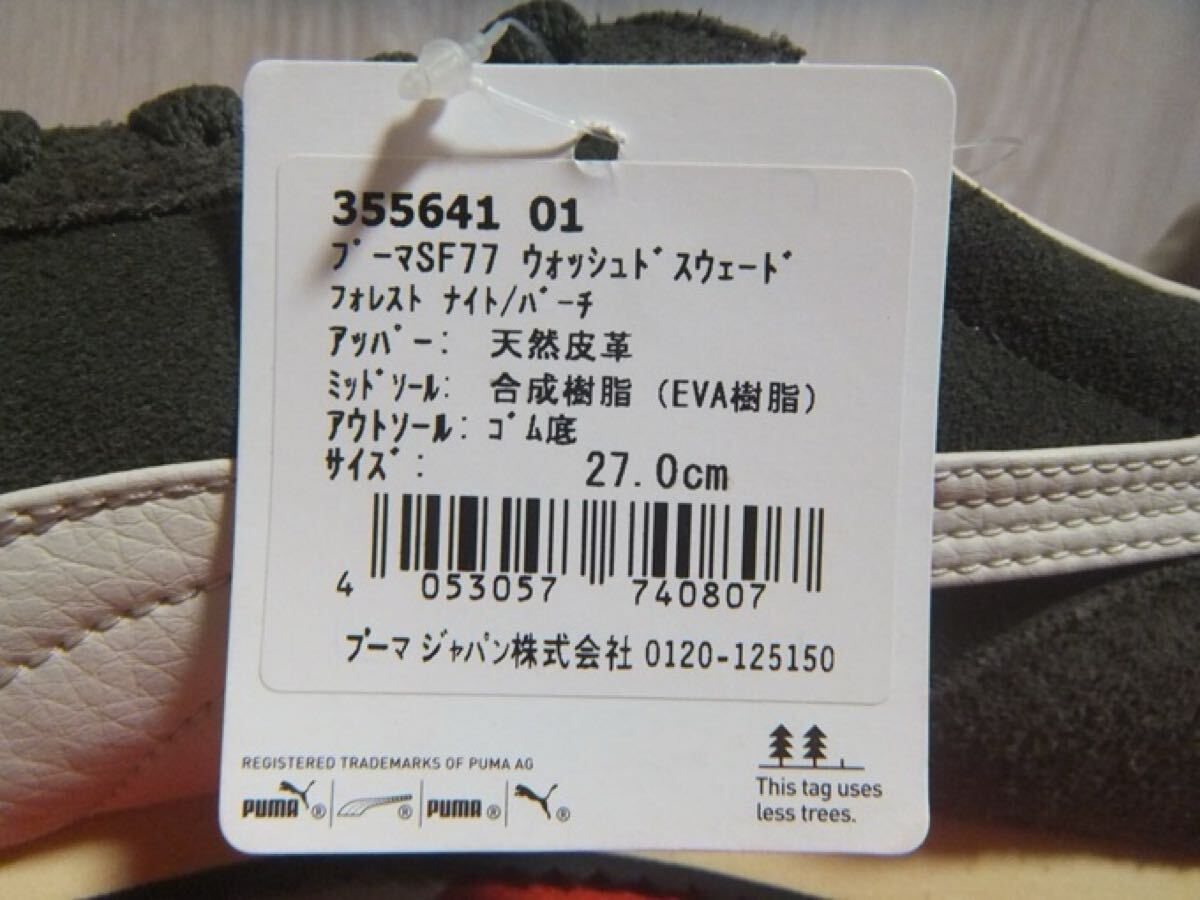 355641 01
ﾌﾟｰﾏSF77 ｳｫｯｼｭﾄﾞｽｳｪｰﾄﾞ
ﾌｫﾚｽﾄ ﾅｲﾄ/ﾊﾞｰﾁ
ｱｯﾊﾟｰ: 天然皮革
ﾐｯﾄﾞｿｰﾙ: 合成樹脂 (EVA樹脂)
ｱｳﾄｿｰﾙ: ｺﾞﾑ底
ｻｲｽﾞ: 27.0cm
4 053057 740807
プーマ ジャパン株式会社 0120-125150
REGISTERED TRADEMARKS OF PUMA AG
PUMA® ® PUMA® ®
This tag uses
less trees.